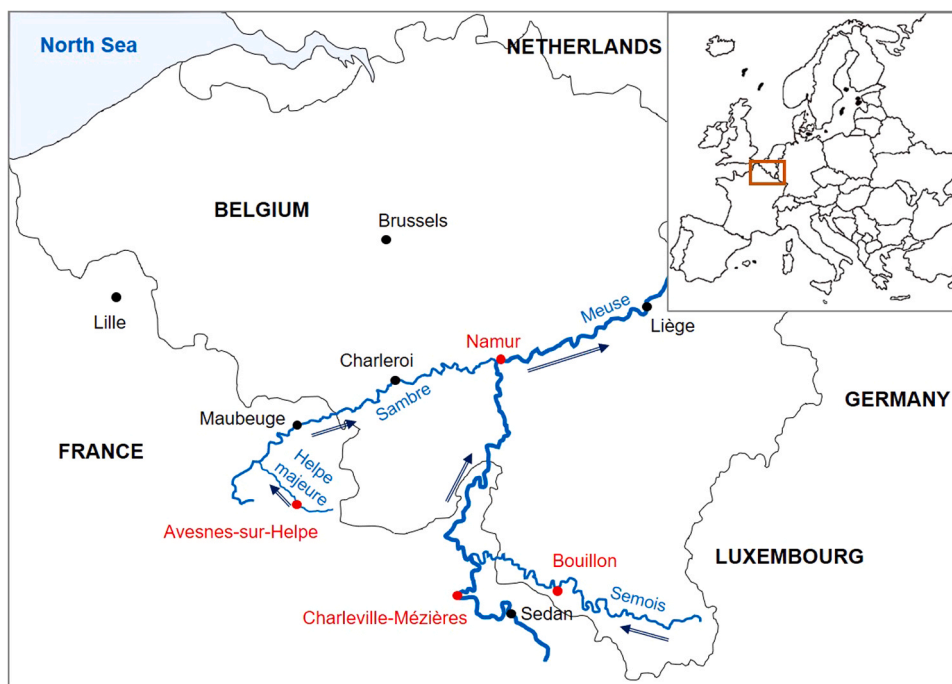 North Sea
NETHERLANDS
BELGIUM
Brussels
Meuse
Liège
Lille
Namur
Charleroi
Sambre
Maubeuge
GERMANY
FRANCE
Helpe
majeure
Avesnes-sur-Helpe
LUXEMBOURG
Bouillon
Semois
Charleville-Mézières
Sedan